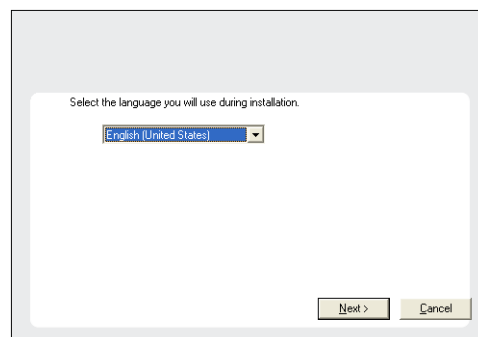 Select the language you will use during installation.
English (United States)
Next >
Cancel